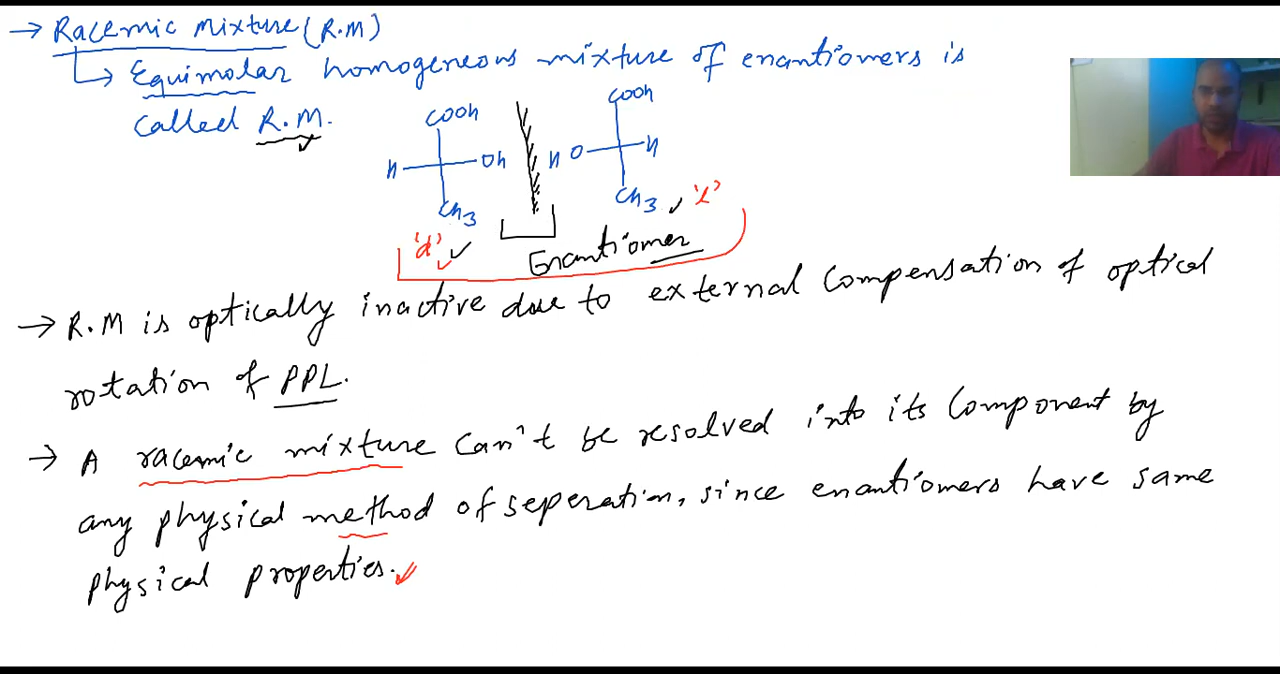 → Racemic Mixture (R.M)
↳ Equimolar homogeneous mixture of enantiomers is
called R.M.
COOH COOH
H OH H O H
CH3 CH3 'l'
'd' Enantiomer
→ R.M is optically inactive due to external compensation of optical
rotation of PPL.
→ A racemic mixture can't be resolved into its component by
any physical method of seperation, since enantiomers have same
physical properties.